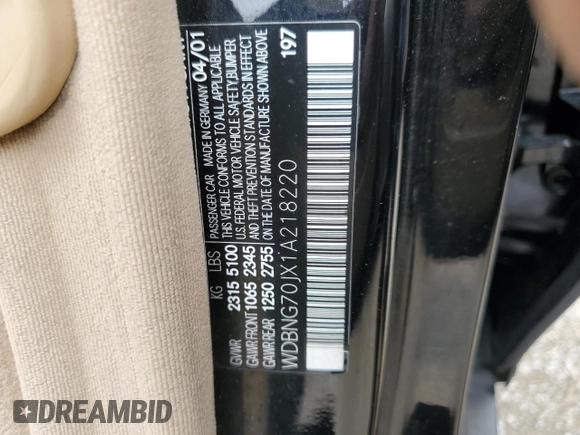 PASSENGER CAR MADE IN GERMANY 04/01
KG LBS THIS VEHICLE CONFORMS TO ALL APPLICABLE
GVWR 2315 5100 U.S. FEDERAL MOTOR VEHICLE SAFETY, BUMPER
GAWR FRONT 1065 2345 AND THEFT PREVENTION STANDARDS IN EFFECT
GAWR REAR 1250 2755 ON THE DATE OF MANUFACTURE SHOWN ABOVE
WDBNG70JX1A218220 197
DREAMBID